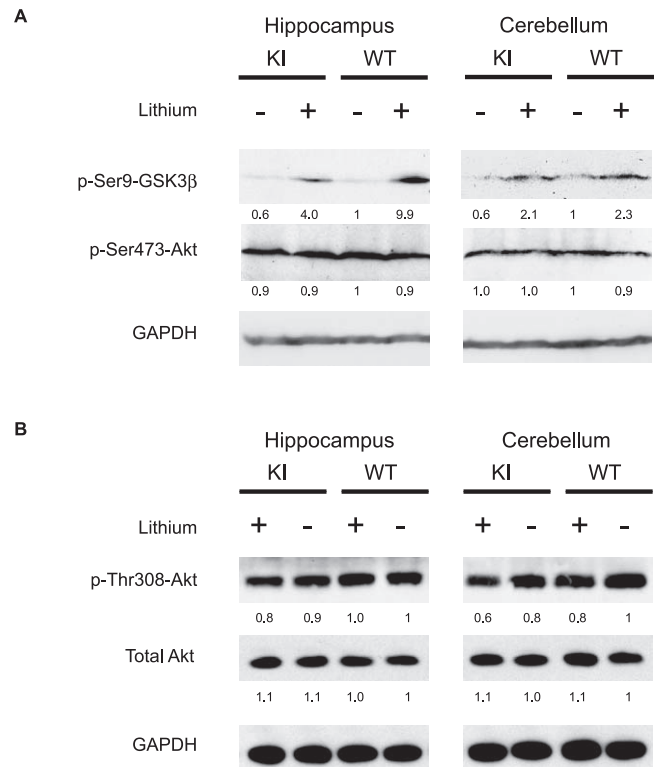 A
Hippocampus Cerebellum
KI WT KI WT
Lithium - + - + - + - +
p-Ser9-GSK3β
0.6 4.0 1 9.9 0.6 2.1 1 2.3
p-Ser473-Akt
0.9 0.9 1 0.9 1.0 1.0 1 0.9
GAPDH
B
Hippocampus Cerebellum
KI WT KI WT
Lithium + - + - + - + -
p-Thr308-Akt
0.8 0.9 1.0 1 0.6 0.8 0.8 1
Total Akt
1.1 1.1 1.0 1 1.1 1.0 1.1 1
GAPDH